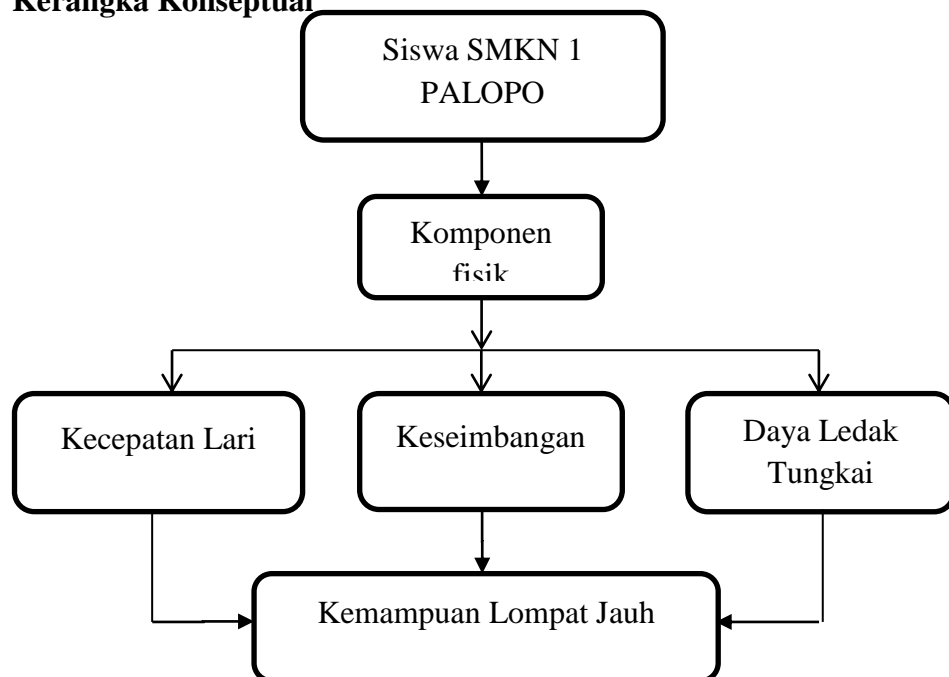 Kerangka Konseptual
Siswa SMKN 1
PALOPO
Komponen
fisik
Kecepatan Lari
Keseimbangan
Daya Ledak
Tungkai
Kemampuan Lompat Jauh